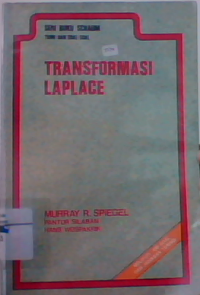 SERI BUKU SCHAUM
TEORI DAN SOAL-SOAL
TRANSFORMASI
LAPLACE
MURRAY R. SPIEGEL
PANTUR SILABAN
HANS WOSPAKRIK